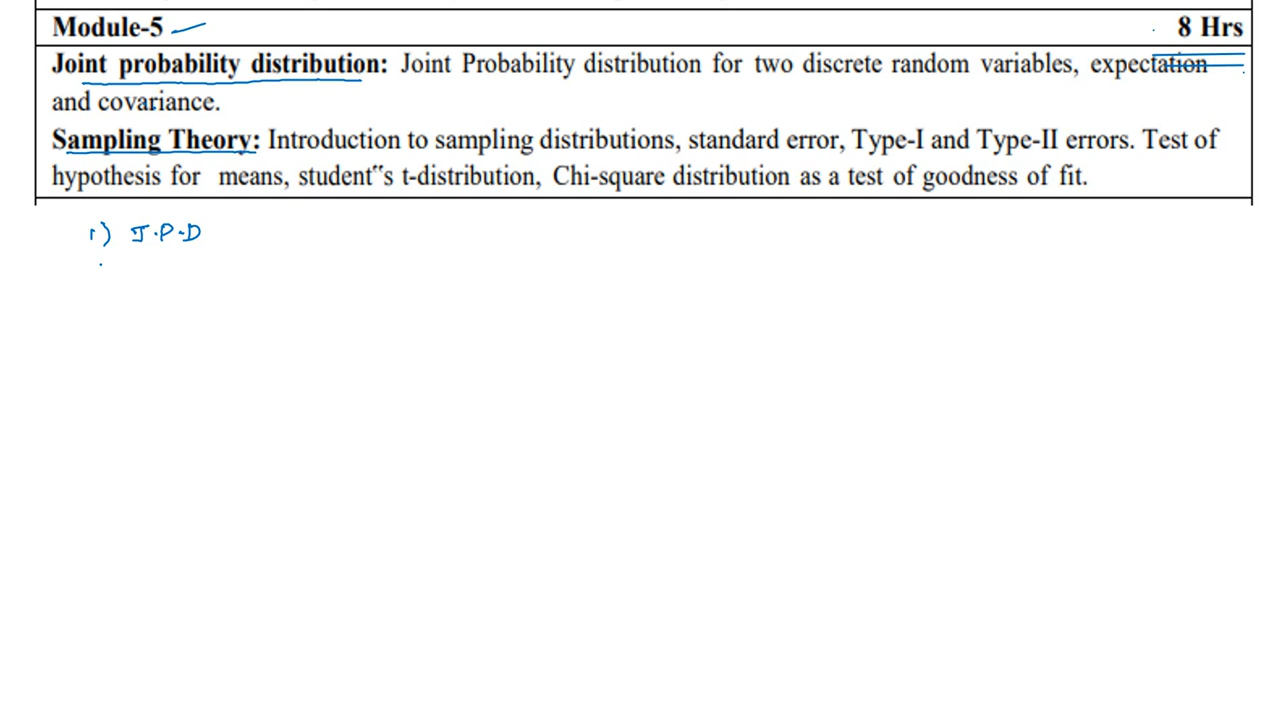 Module-5 8 Hrs
Joint probability distribution: Joint Probability distribution for two discrete random variables, expectation
and covariance.
Sampling Theory: Introduction to sampling distributions, standard error, Type-I and Type-II errors. Test of
hypothesis for means, student‟s t-distribution, Chi-square distribution as a test of goodness of fit.
1) J.P.D